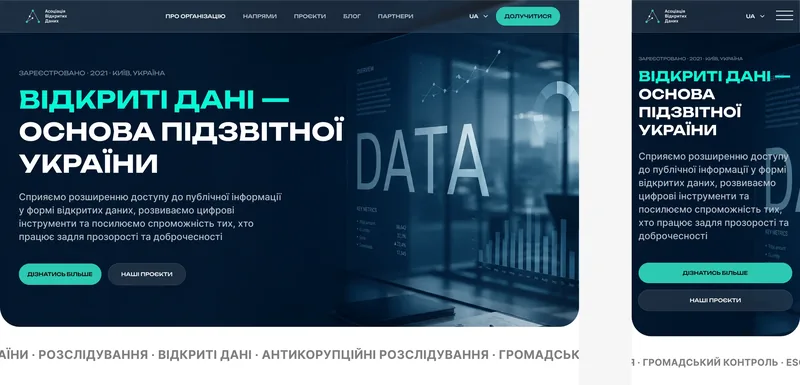 Асоціація
Відкритих
Даних
ПРО ОРГАНІЗАЦІЮ
НАПРЯМИ
ПРОЄКТИ
БЛОГ
ПАРТНЕРИ
UA
ДОЛУЧИТИСЯ
ЗАРЕЄСТРОВАНО · 2021 · КИЇВ, УКРАЇНА
ВІДКРИТІ ДАНІ —
ОСНОВА ПІДЗВІТНОЇ
УКРАЇНИ
Сприяємо розширенню доступу до публічної інформації
у формі відкритих даних, розвиваємо цифрові
інструменти та посилюємо спроможність тих, хто
працює задля прозорості та доброчесності
ДІЗНАТИСЬ БІЛЬШЕ
НАШІ ПРОЄКТИ
DATA
KEY METRICS
АЇНИ · РОЗСЛІДУВАННЯ · ВІДКРИТІ ДАНІ · АНТИКОРУПЦІЙНІ РОЗСЛІДУВАННЯ · ГРОМАДСЬК
Асоціація
Відкритих
Даних
UA
ЗАРЕЄСТРОВАНО · 2021 · КИЇВ, УКРАЇНА
ВІДКРИТІ ДАНІ —
ОСНОВА
ПІДЗВІТНОЇ
УКРАЇНИ
Сприяємо розширенню доступу до
публічної інформації у формі
відкритих даних, розвиваємо
цифрові інструменти та
посилюємо спроможність тих,
хто працює задля прозорості та
доброчесності
ДІЗНАТИСЬ БІЛЬШЕ
НАШІ ПРОЄКТИ
Я · ГРОМАДСЬКИЙ КОНТРОЛЬ · ESG